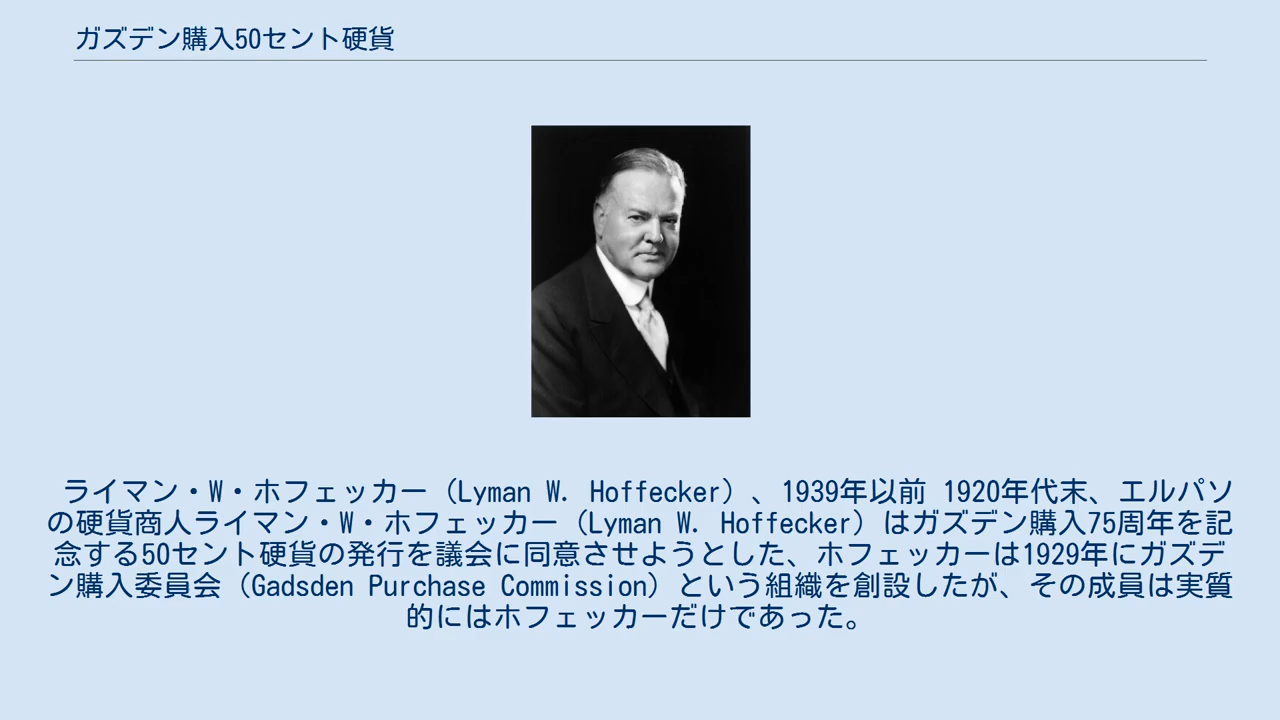 ガズデン購入50セント硬貨
ライマン・W・ホフェッカー（Lyman W. Hoffecker）、1939年以前 1920年代末、エルパソ
の硬貨商人ライマン・W・ホフェッカー（Lyman W. Hoffecker）はガズデン購入75周年を記
念する50セント硬貨の発行を議会に同意させようとした、ホフェッカーは1929年にガズデ
ン購入委員会（Gadsden Purchase Commission）という組織を創設したが、その成員は実質
的にはホフェッカーだけであった。